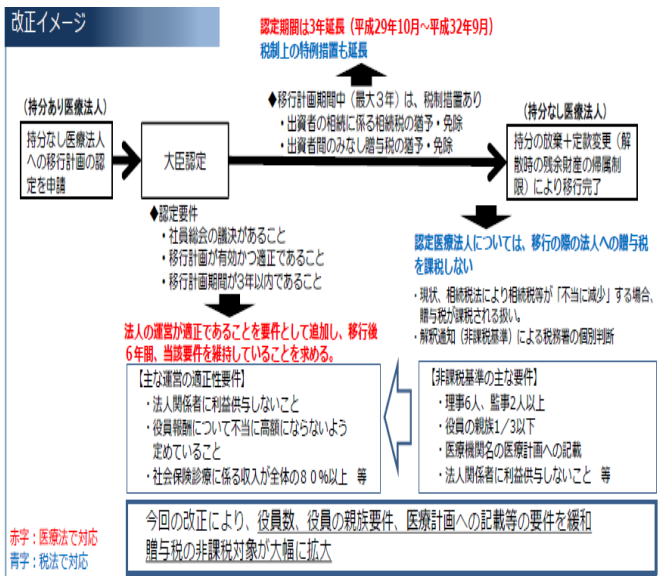 改正イメージ
認定期間は3年延長（平成29年10月～平成32年9月）
税制上の特例措置も延長
（持分あり医療法人）
持分なし医療法人
への移行計画の認
定を申請
大臣認定
◆移行計画期間中（最大３年）は、税制措置あり
・出資者の相続に係る相続税の猶予・免除
・出資者間のみなし贈与税の猶予・免除
（持分なし医療法人）
持分の放棄＋定款変更（解
散時の残余財産の帰属制
限）により移行完了
◆認定要件
・社員総会の議決があること
・移行計画が有効かつ適正であること
・移行計画期間が３年以内であること
認定医療法人については、移行の際の法人への贈与税
を課税しない
・現状、相続税法により相続税等が「不当に減少」する場合、
贈与税が課税される扱い。
・解釈通知（非課税基準）による税務署の個別判断
法人の運営が適正であることを要件として追加し、移行後
６年間、当該要件を維持していることを求める。
【主な運営の適正性要件】
・法人関係者に利益供与しないこと
・役員報酬について不当に高額にならないよう
定めていること
・社会保険診療に係る収入が全体の８０％以上　等
【非課税基準の主な要件】
・理事6人、監事2人以上
・役員の親族１／３以下
・医療機関名の医療計画への記載
・法人関係者に利益供与しないこと　等
今回の改正により、役員数、役員の親族要件、医療計画への記載等の要件を緩和
贈与税の非課税対象が大幅に拡大
赤字：医療法で対応
青字：税法で対応